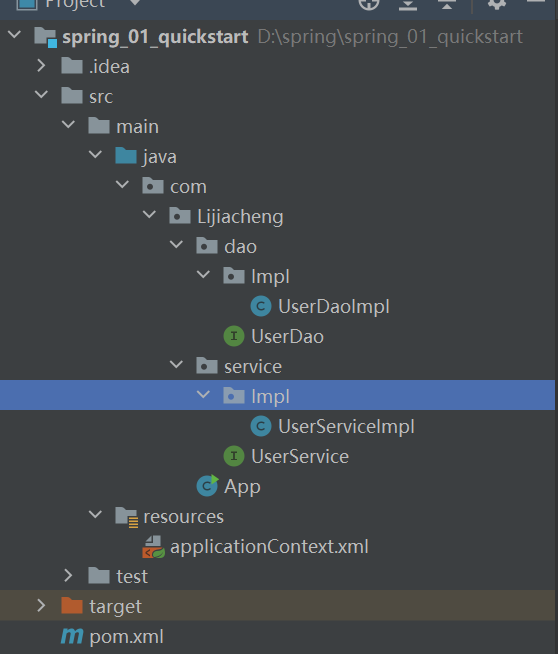 Project
spring_01_quickstart D:\spring\spring_01_quickstart
.idea
src
main
java
com
Lijiacheng
dao
Impl
UserDaoImpl
UserDao
service
Impl
UserServiceImpl
UserService
App
resources
applicationContext.xml
test
target
pom.xml